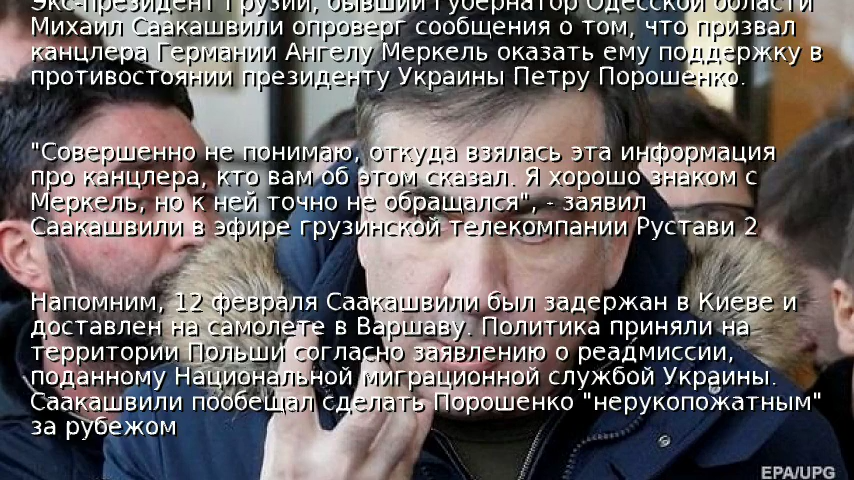 Экс-президент Грузии, бывший губернатор Одесской области
Михаил Саакашвили опроверг сообщения о том, что призвал
канцлера Германии Ангелу Меркель оказать ему поддержку в
противостоянии президенту Украины Петру Порошенко.
"Совершенно не понимаю, откуда взялась эта информация
про канцлера, кто вам об этом сказал. Я хорошо знаком с
Меркель, но к ней точно не обращался", - заявил
Саакашвили в эфире грузинской телекомпании Рустави 2
Напомним, 12 февраля Саакашвили был задержан в Киеве и
доставлен на самолете в Варшаву. Политика приняли на
территории Польши согласно заявлению о реадмиссии,
поданному Национальной миграционной службой Украины.
Саакашвили пообещал сделать Порошенко "нерукопожатным"
за рубежом
EPA/UPG